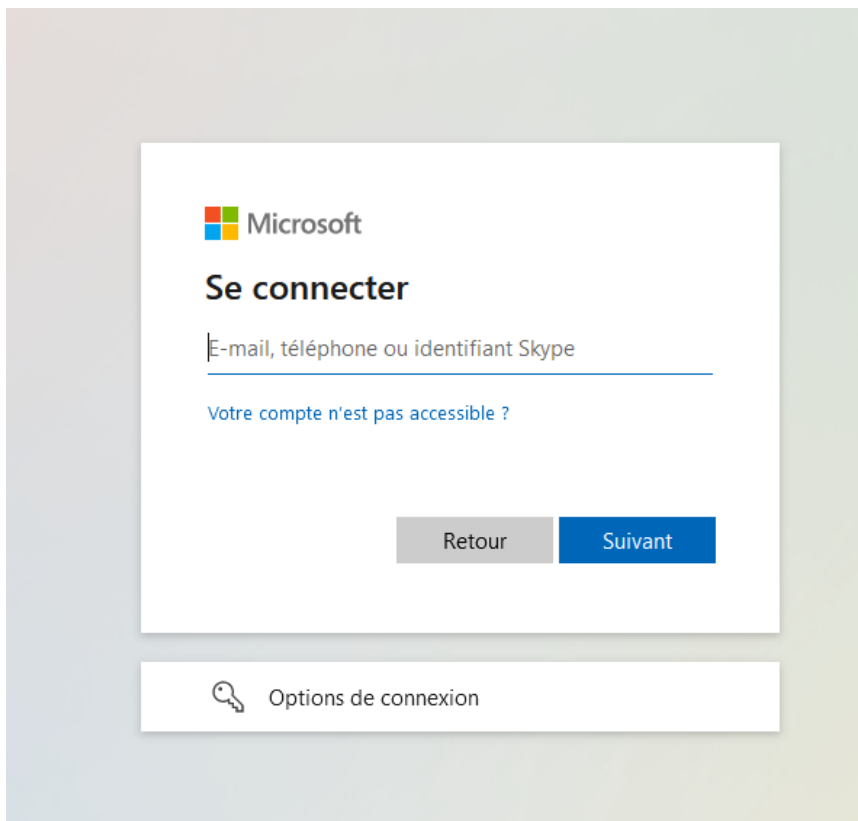 Microsoft
Se connecter
E-mail, téléphone ou identifiant Skype
Votre compte n'est pas accessible ?
Retour
Suivant
Options de connexion